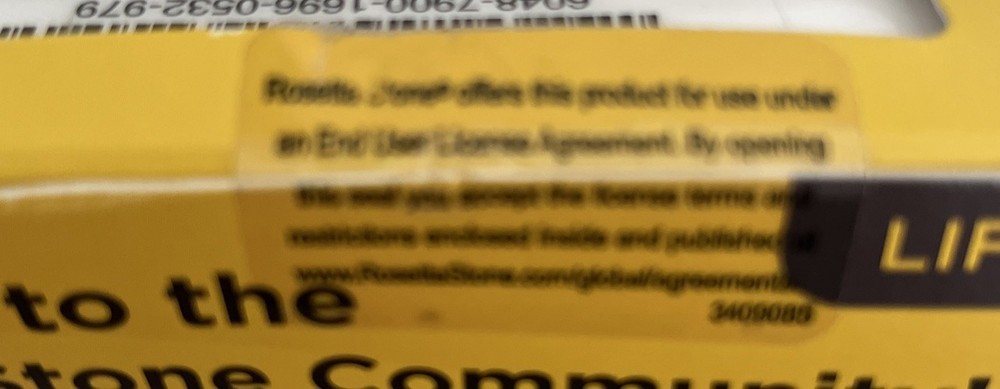 Rosetta Stone® offers this product for use under
an End User License Agreement. By opening
this seal you accept the license terms and
restrictions enclosed inside and published at
www.RosettaStone.com/global/agreements.
3409089
LIF
to the
tone Community